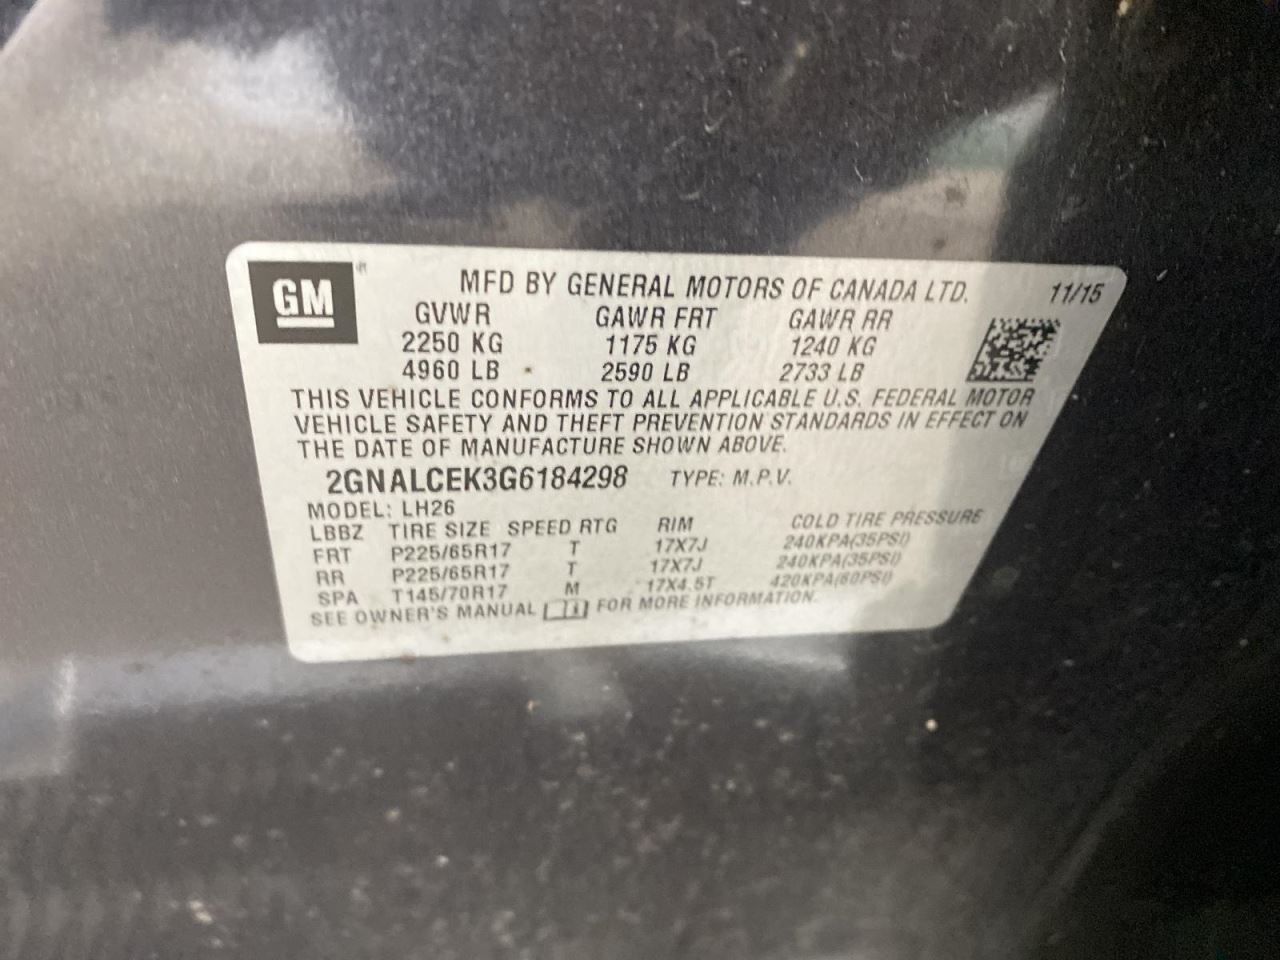 GM
MFD BY GENERAL MOTORS OF CANADA LTD. 11/15
GVWR GAWR FRT GAWR RR
2250 KG 1175 KG 1240 KG
4960 LB 2590 LB 2733 LB
THIS VEHICLE CONFORMS TO ALL APPLICABLE U.S. FEDERAL MOTOR
VEHICLE SAFETY AND THEFT PREVENTION STANDARDS IN EFFECT ON
THE DATE OF MANUFACTURE SHOWN ABOVE.
2GNALCEK3G6184298 TYPE: M.P.V.
MODEL: LH26
LBBZ TIRE SIZE SPEED RTG RIM COLD TIRE PRESSURE
FRT P225/65R17 T 17X7J 240KPA(35PSI)
RR P225/65R17 T 17X7J 240KPA(35PSI)
SPA T145/70R17 M 17X4.5T 420KPA(60PSI)
SEE OWNER'S MANUAL FOR MORE INFORMATION.